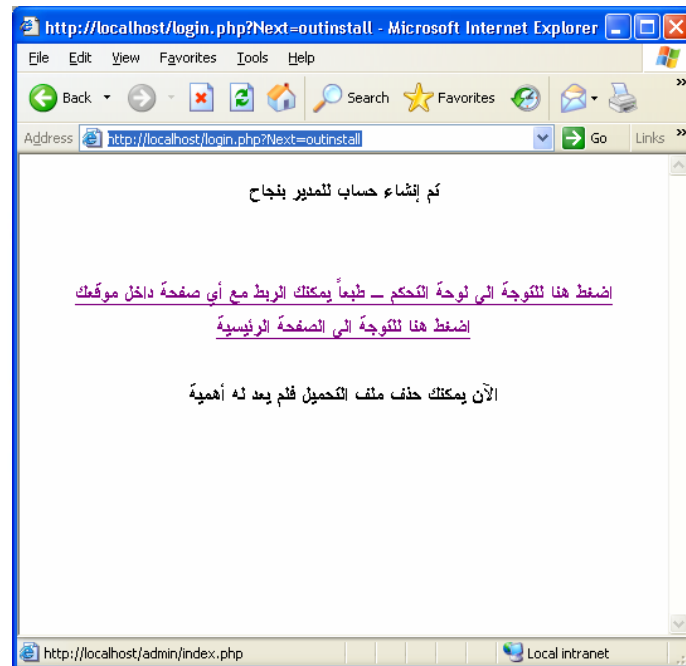 http://localhost/login.php?Next=outinstall - Microsoft Internet Explorer
File Edit View Favorites Tools Help
Back Search Favorites »
Address http://localhost/login.php?Next=outinstall Go Links »
تم إنشاء حساب للمدير بنجاح
اضغط هنا للتوجة الى لوحة التحكم – طبعاً يمكنك الربط مع أي صفحة داخل موقعك
اضغط هنا للتوجة الى الصفحة الرئيسية
الآن يمكنك حذف ملف التحميل فلم يعد له أهمية
http://localhost/admin/index.php Local intranet